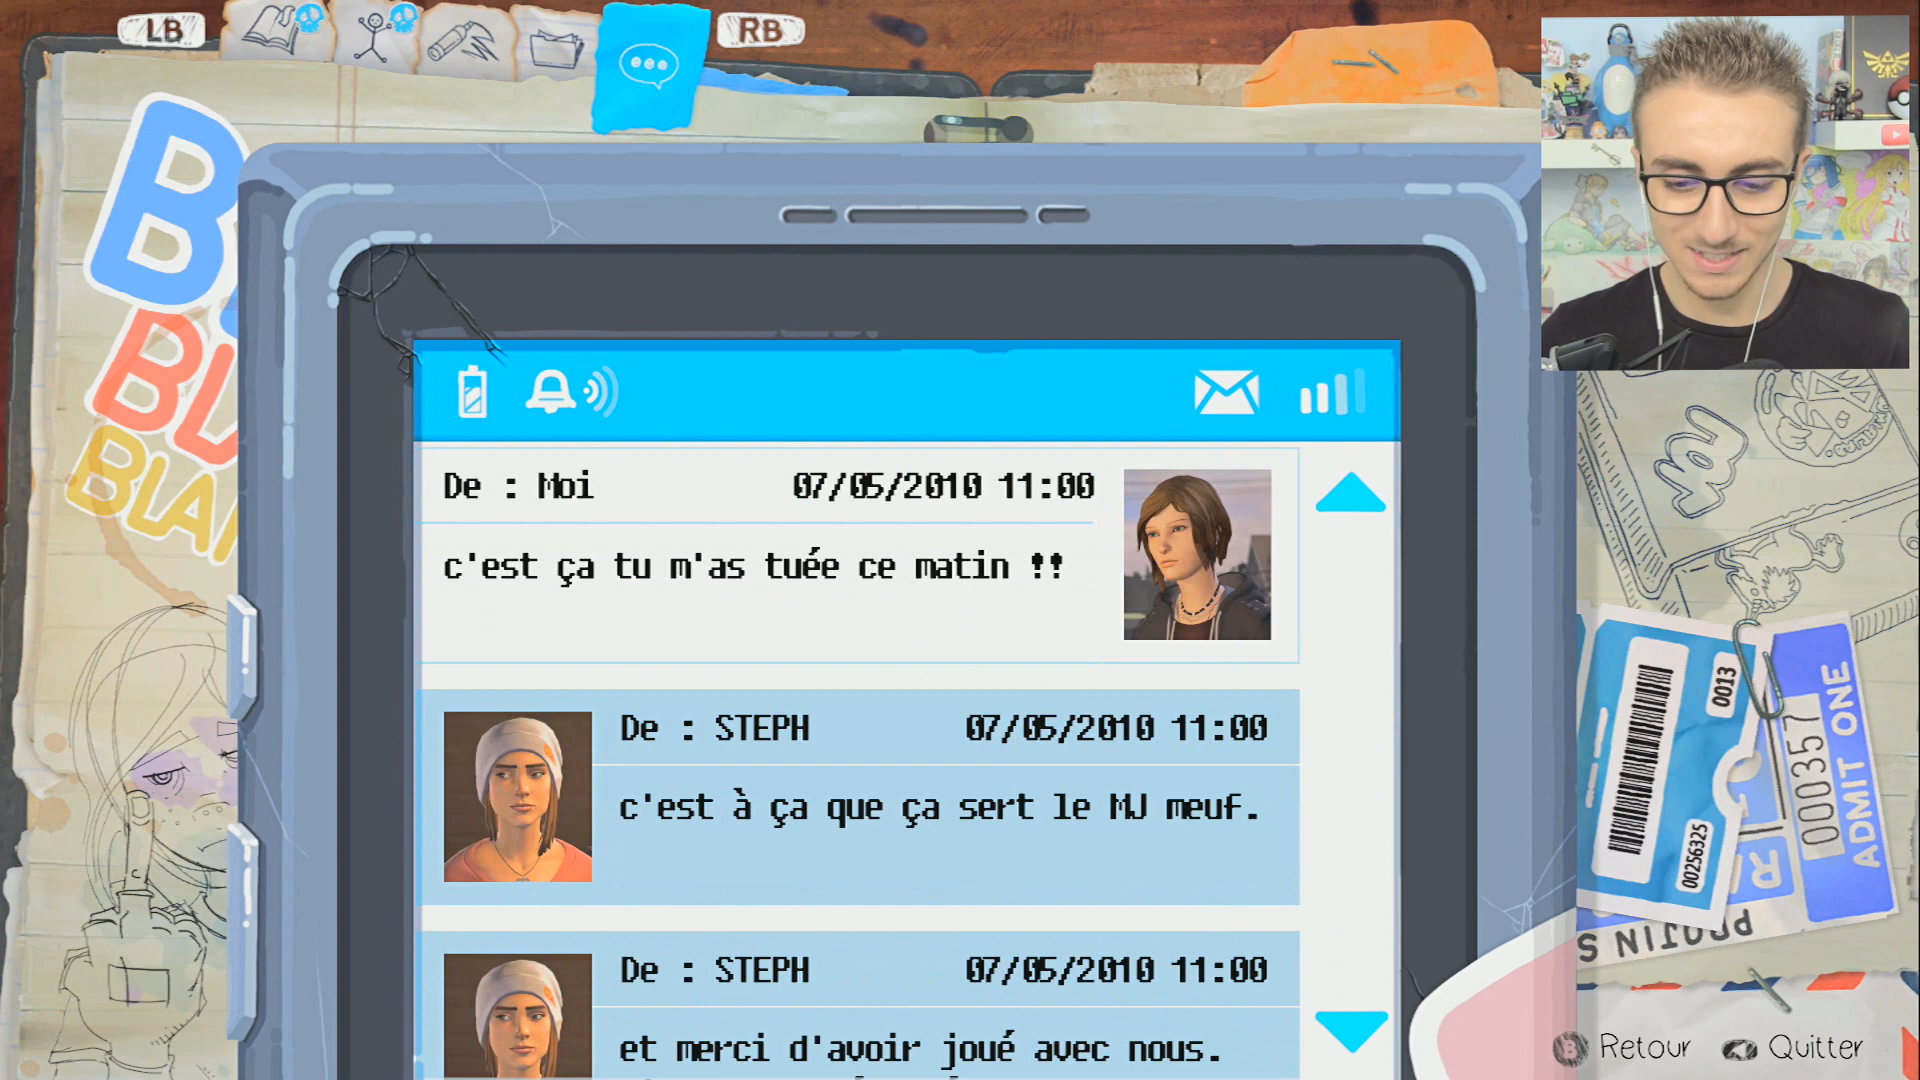 LB
RB
De : Moi 07/05/2010 11:00
c'est ça tu m'as tuée ce matin !!
De : STEPH 07/05/2010 11:00
c'est à ça que ça sert le MJ meuf.
De : STEPH 07/05/2010 11:00
et merci d'avoir joué avec nous.
0013
00256325
000357
ADMIT ONE
B Retour
Quitter